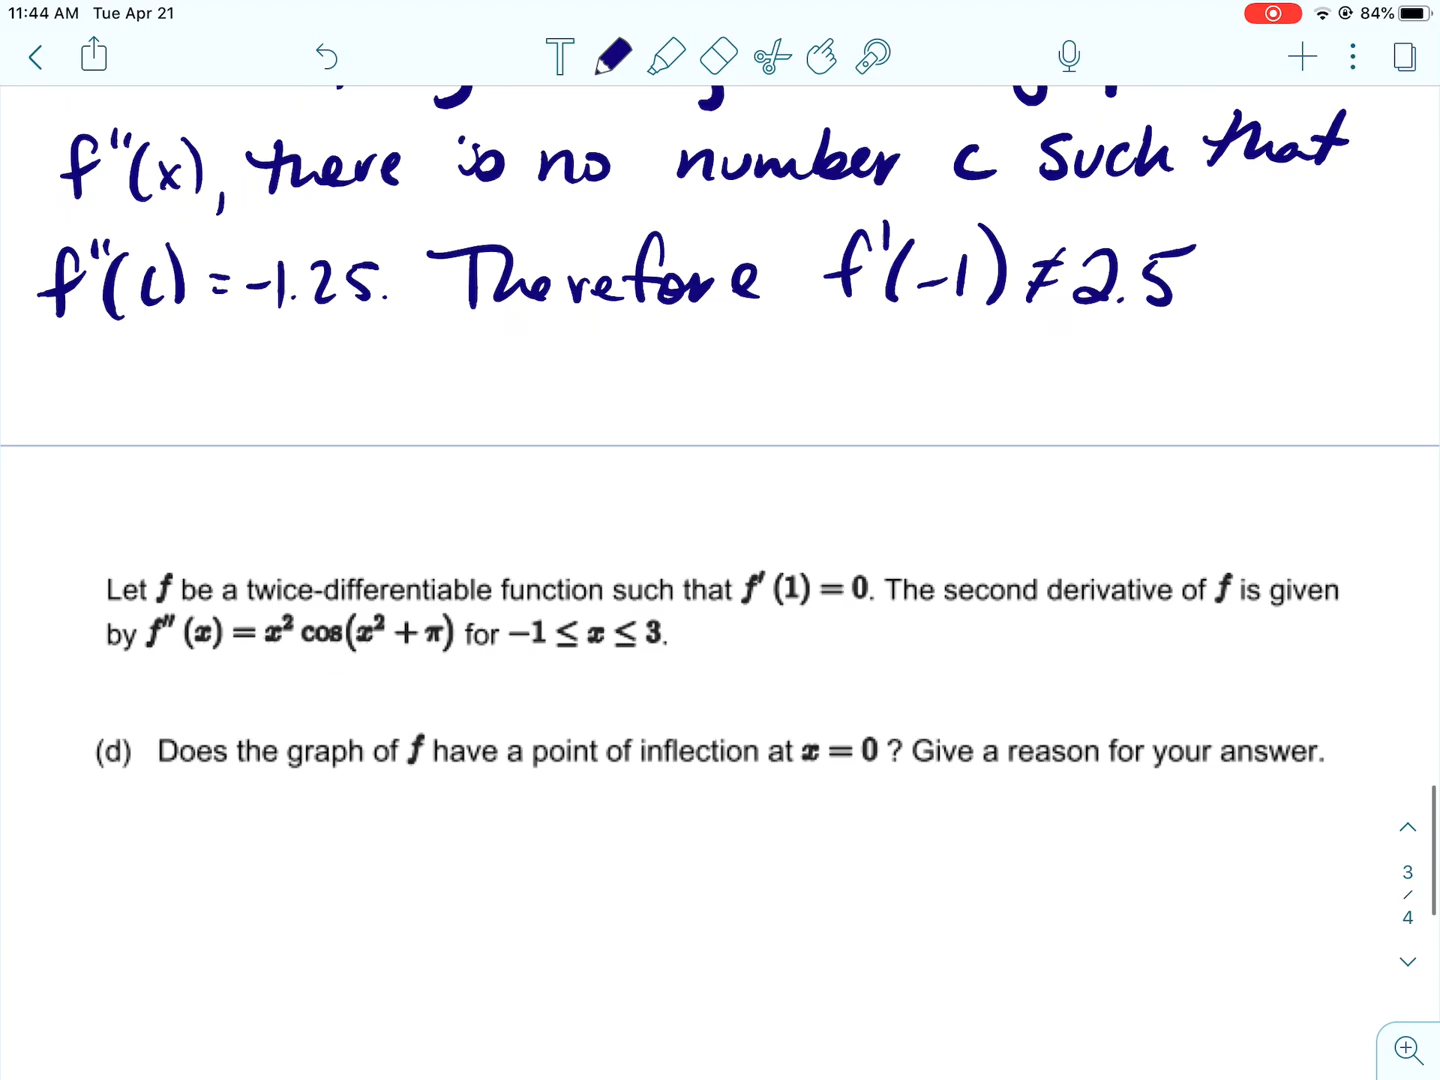 11:44 AM Tue Apr 21
84%
f"(x), there is no number c such that
f"(c) = -1.25. Therefore f'(-1) ≠ 2.5
Let f be a twice-differentiable function such that f′ (1) = 0. The second derivative of f is given
by f″ (x) = x² cos(x² + π) for −1 ≤ x ≤ 3.
(d) Does the graph of f have a point of inflection at x = 0 ? Give a reason for your answer.
3
/
4